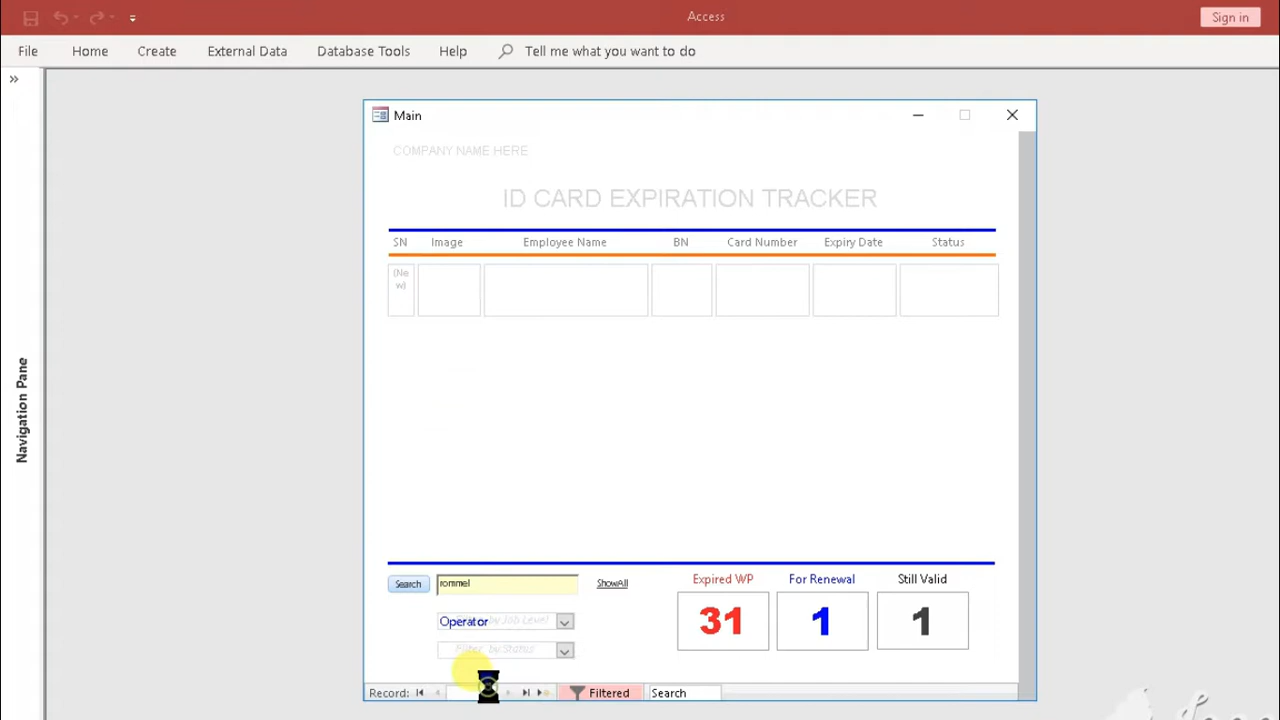 Access
Sign in
File Home Create External Data Database Tools Help Tell me what you want to do
Main
COMPANY NAME HERE
ID CARD EXPIRATION TRACKER
SN Image Employee Name BN Card Number Expiry Date Status
(Ne
w)
Navigation Pane
Search rommel ShowAll
Expired WP For Renewal Still Valid
31 1 1
Operator by Job Level
Filter by Status
Record: Filtered Search